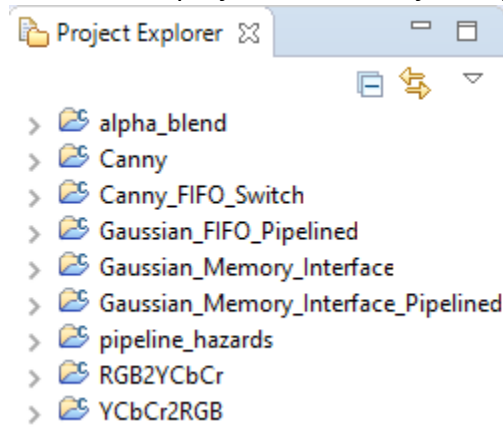 Project Explorer
alpha_blend
Canny
Canny_FIFO_Switch
Gaussian_FIFO_Pipelined
Gaussian_Memory_Interface
Gaussian_Memory_Interface_Pipelined
pipeline_hazards
RGB2YCbCr
YCbCr2RGB